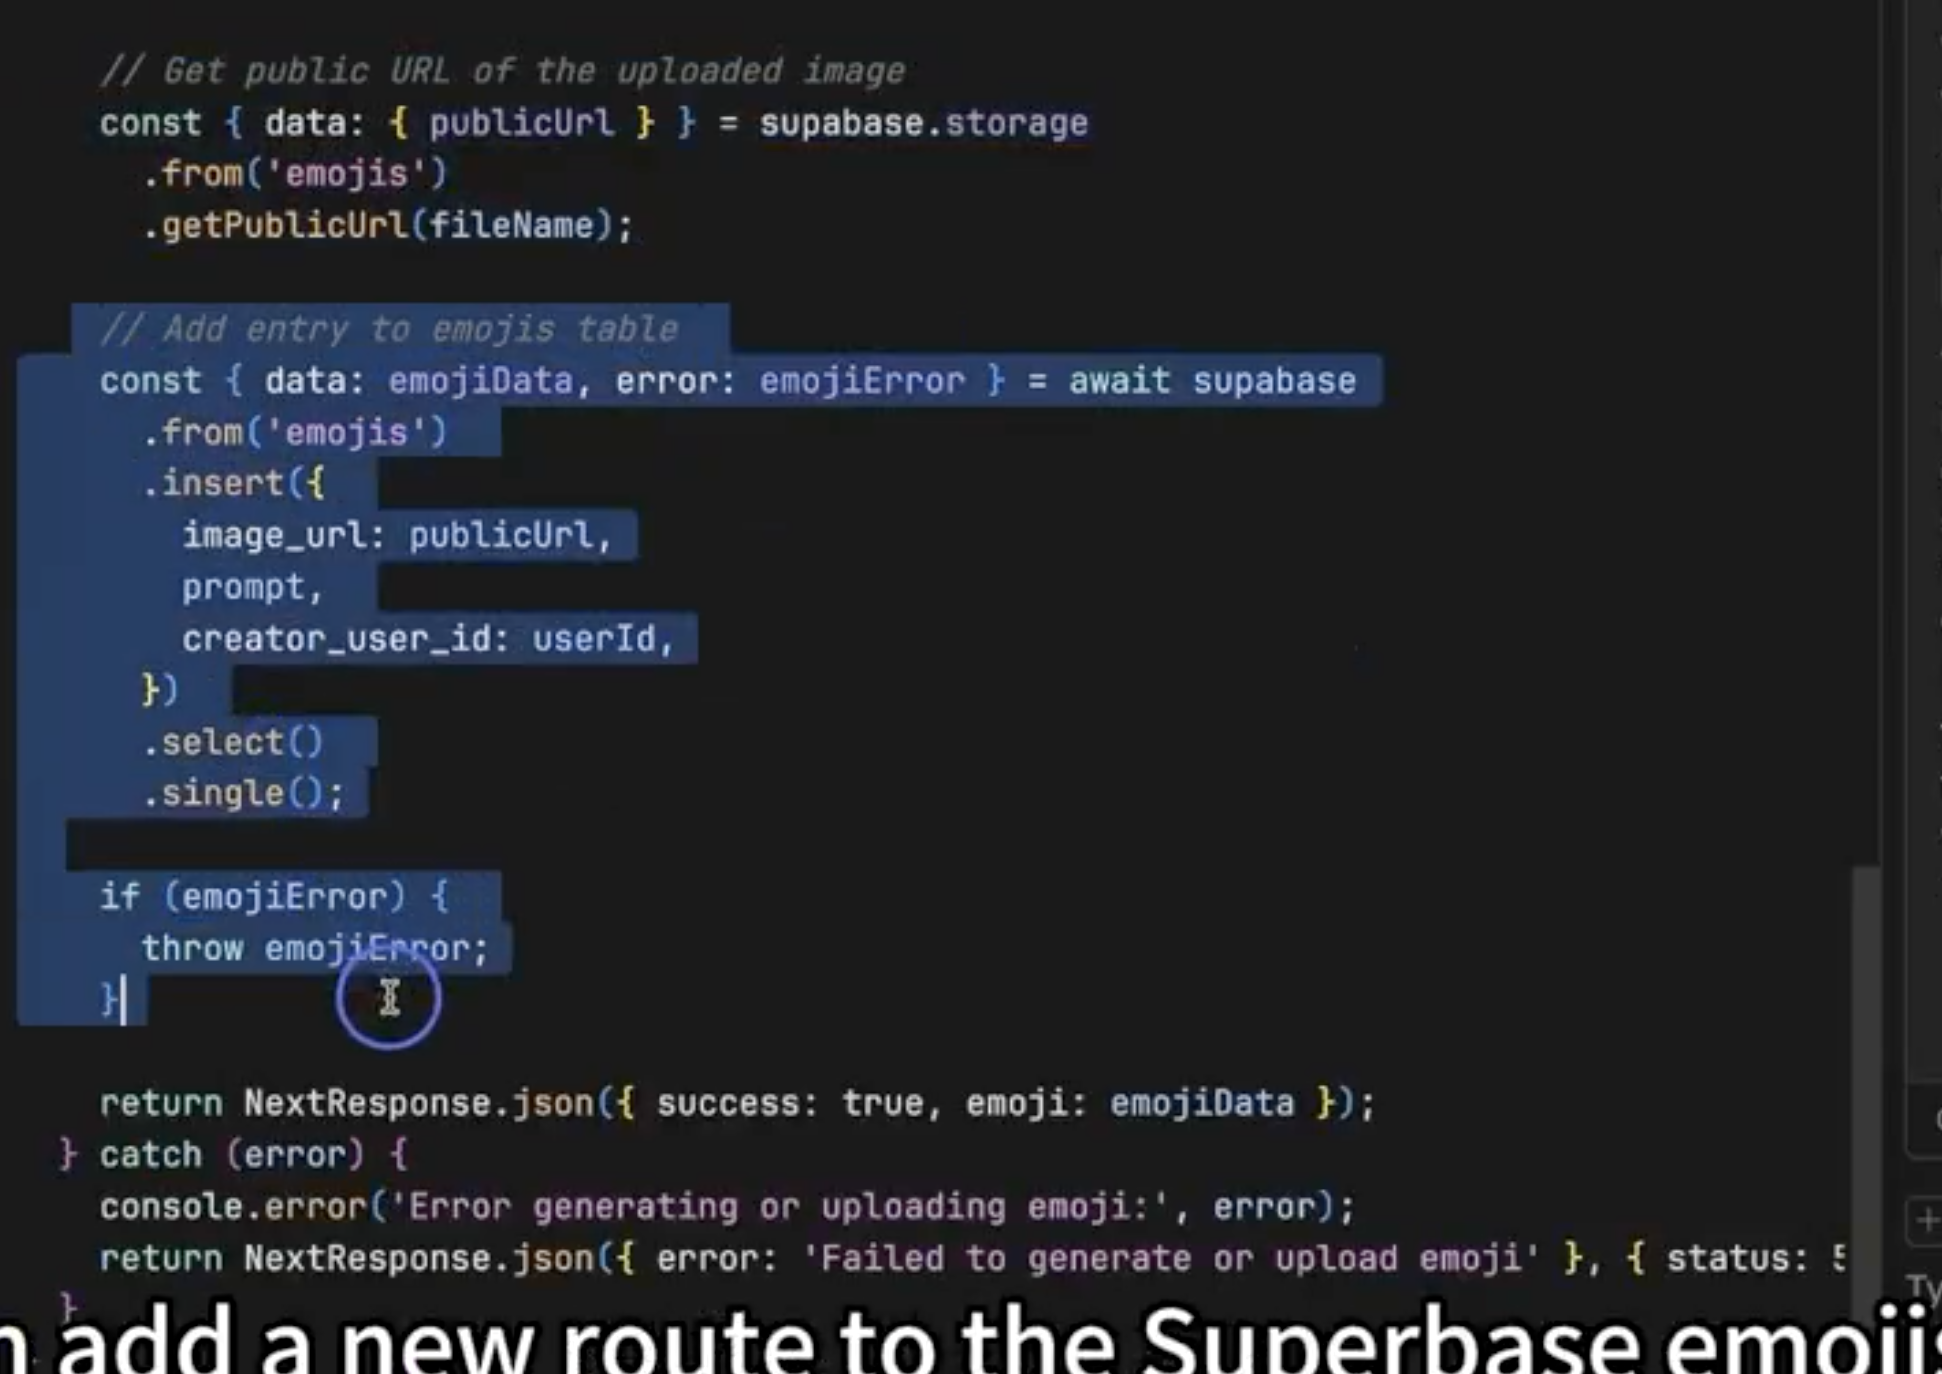 // Get public URL of the uploaded image
const { data: { publicUrl } } = supabase.storage
.from('emojis')
.getPublicUrl(fileName);
// Add entry to emojis table
const { data: emojiData, error: emojiError } = await supabase
.from('emojis')
.insert({
image_url: publicUrl,
prompt,
creator_user_id: userId,
})
.select()
.single();
if (emojiError) {
throw emojiError;
}
return NextResponse.json({ success: true, emoji: emojiData });
} catch (error) {
console.error('Error generating or uploading emoji:', error);
return NextResponse.json({ error: 'Failed to generate or upload emoji' }, { status: 5
}
add a new route to the Superbase emojis